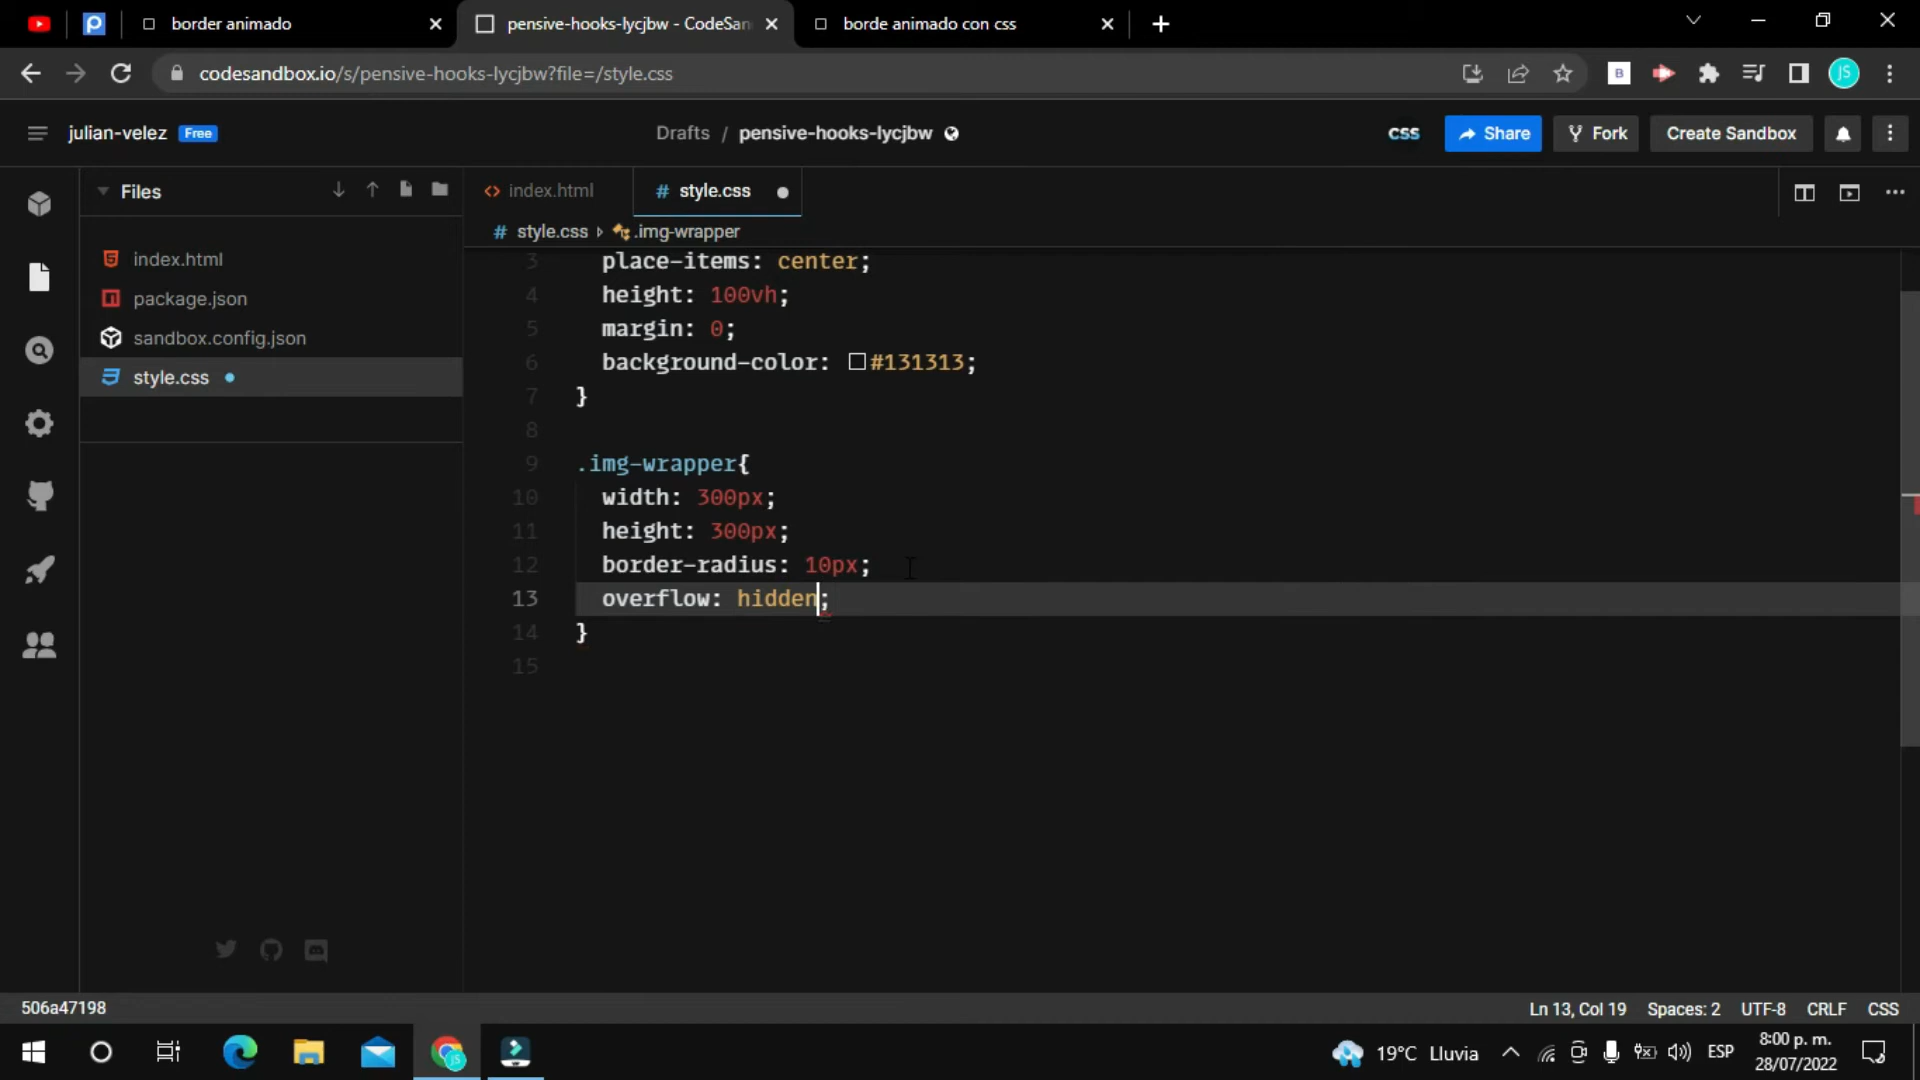 border animado
pensive-hooks-lycjbw - CodeSan
borde animado con css
codesandbox.io/s/pensive-hooks-lycjbw?file=/style.css
B
JS
julian-velez Free
Drafts / pensive-hooks-lycjbw
CSS
Share
Fork
Create Sandbox
Files
index.html
# style.css
# style.css .img-wrapper
index.html
package.json
sandbox.config.json
style.css
3 place-items: center;
4 height: 100vh;
5 margin: 0;
6 background-color: #131313;
7 }
8
9 .img-wrapper{
10 width: 300px;
11 height: 300px;
12 border-radius: 10px;
13 overflow: hidden;
14 }
15
506a47198
Ln 13, Col 19 Spaces: 2 UTF-8 CRLF CSS
19°C Lluvia
ESP
8:00 p. m.
28/07/2022